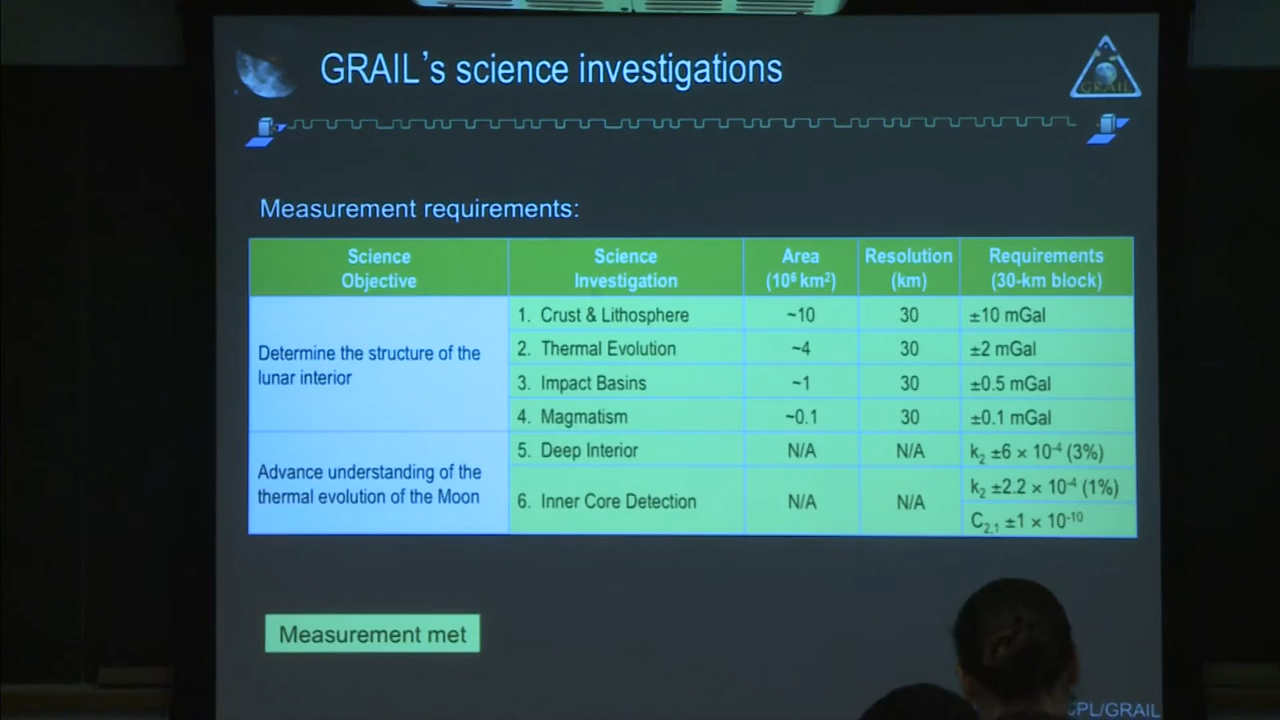 GRAIL's science investigations
GRAIL
Measurement requirements:
Science Objective
Science Investigation
Area (10⁶ km²)
Resolution (km)
Requirements (30-km block)
Determine the structure of the lunar interior
1. Crust & Lithosphere ~10 30 ±10 mGal
2. Thermal Evolution ~4 30 ±2 mGal
3. Impact Basins ~1 30 ±0.5 mGal
4. Magmatism ~0.1 30 ±0.1 mGal
Advance understanding of the thermal evolution of the Moon
5. Deep Interior N/A N/A k₂ ±6 × 10⁻⁴ (3%)
6. Inner Core Detection N/A N/A k₂ ±2.2 × 10⁻⁴ (1%)
C₂,₁ ±1 × 10⁻¹⁰
Measurement met
/GRAIL